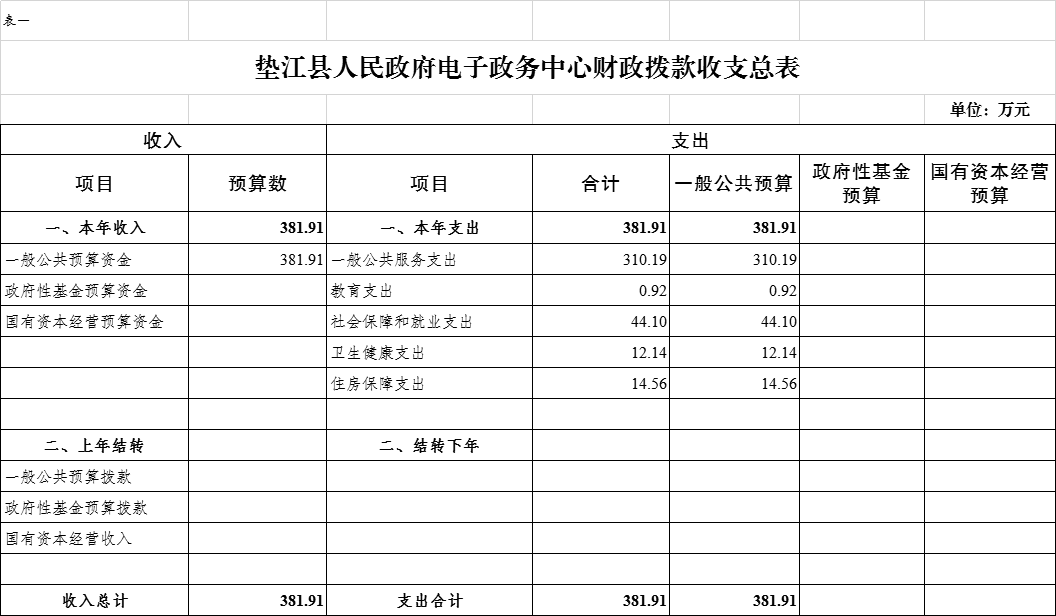 表一
垫江县人民政府电子政务中心财政拨款收支总表
单位：万元
收入 支出
项目 预算数 项目 合计 一般公共预算 政府性基金预算 国有资本经营预算
一、本年收入 381.91 一、本年支出 381.91 381.91
一般公共预算资金 381.91 一般公共服务支出 310.19 310.19
政府性基金预算资金 教育支出 0.92 0.92
国有资本经营预算资金 社会保障和就业支出 44.10 44.10
卫生健康支出 12.14 12.14
住房保障支出 14.56 14.56
二、上年结转 二、结转下年
一般公共预算拨款
政府性基金预算拨款
国有资本经营收入
收入总计 381.91 支出合计 381.91 381.91